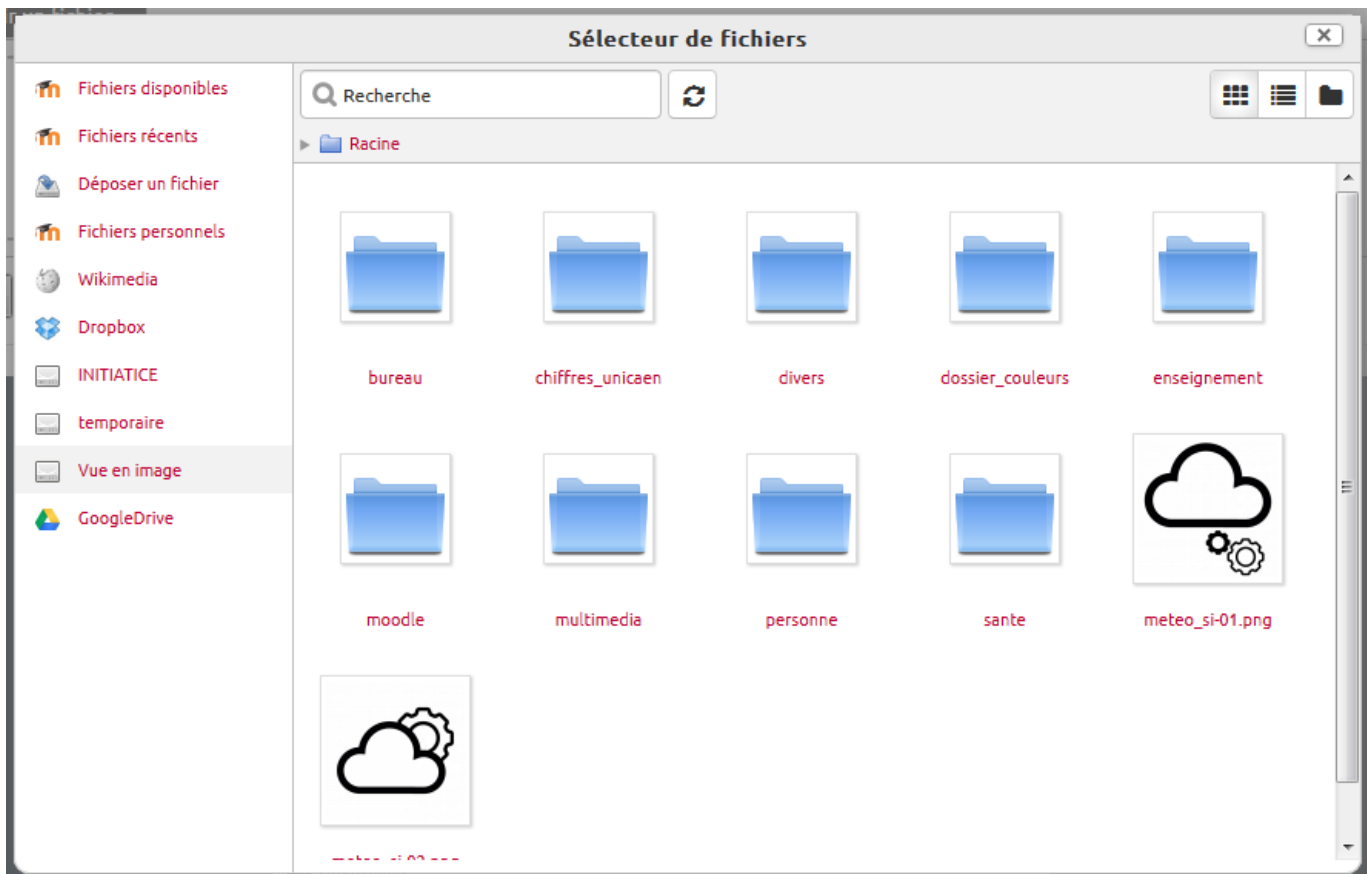 Sélecteur de fichiers
Fichiers disponibles
Fichiers récents
Déposer un fichier
Fichiers personnels
Wikimedia
Dropbox
INITIATICE
temporaire
Vue en image
GoogleDrive
Recherche
Racine
bureau chiffres_unicaen divers dossier_couleurs enseignement
moodle multimedia personne sante meteo_si-01.png